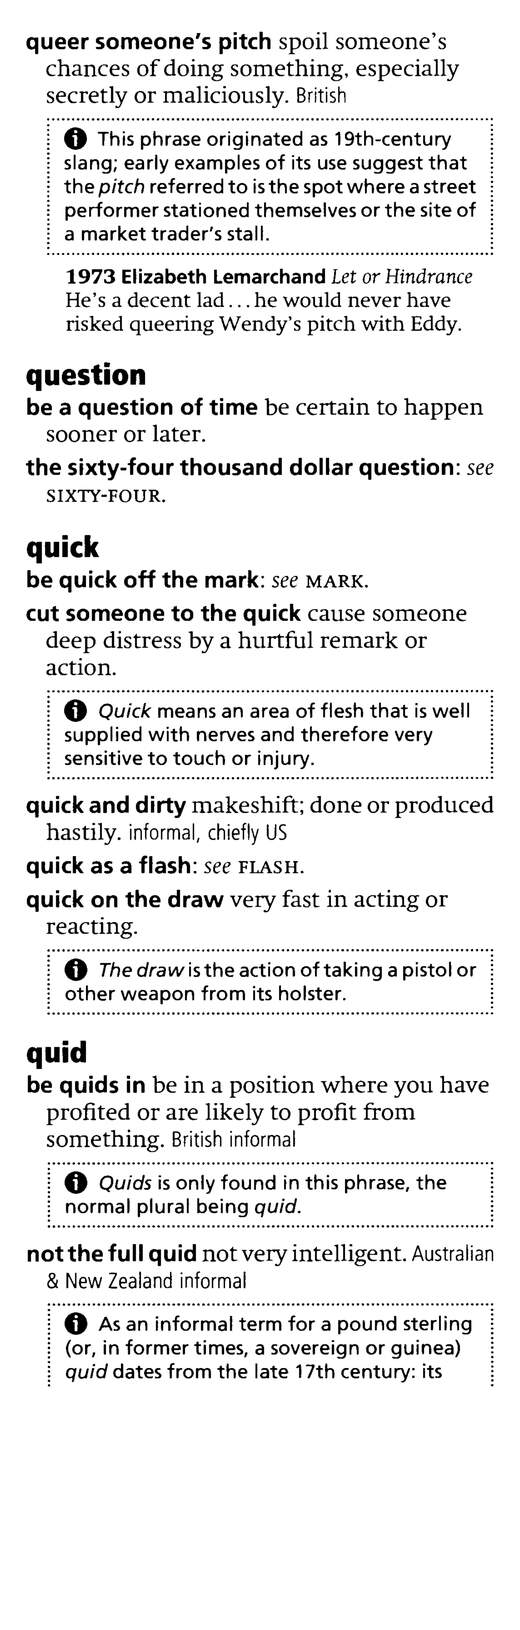 queer someone's pitch spoil someone's
chances of doing something, especially
secretly or maliciously. British
This phrase originated as 19th-century
slang; early examples of its use suggest that
the pitch referred to is the spot where a street
performer stationed themselves or the site of
a market trader's stall.
1973 Elizabeth Lemarchand Let or Hindrance
He's a decent lad ... he would never have
risked queering Wendy's pitch with Eddy.
question
be a question of time be certain to happen
sooner or later.
the sixty-four thousand dollar question: see
SIXTY-FOUR.
quick
be quick off the mark: see MARK.
cut someone to the quick cause someone
deep distress by a hurtful remark or
action.
Quick means an area of flesh that is well
supplied with nerves and therefore very
sensitive to touch or injury.
quick and dirty makeshift; done or produced
hastily. informal, chiefly US
quick as a flash: see FLASH.
quick on the draw very fast in acting or
reacting.
The draw is the action of taking a pistol or
other weapon from its holster.
quid
be quids in be in a position where you have
profited or are likely to profit from
something. British informal
Quids is only found in this phrase, the
normal plural being quid.
not the full quid not very intelligent. Australian
& New Zealand informal
As an informal term for a pound sterling
(or, in former times, a sovereign or guinea)
quid dates from the late 17th century: its